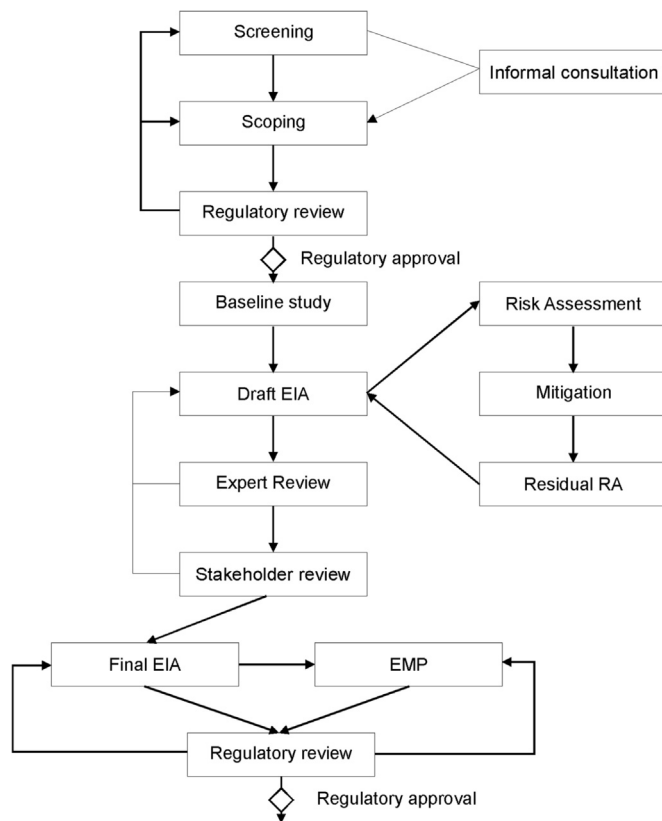 Screening
Informal consultation
Scoping
Regulatory review
Regulatory approval
Baseline study
Risk Assessment
Draft EIA
Mitigation
Expert Review
Residual RA
Stakeholder review
Final EIA
EMP
Regulatory review
Regulatory approval